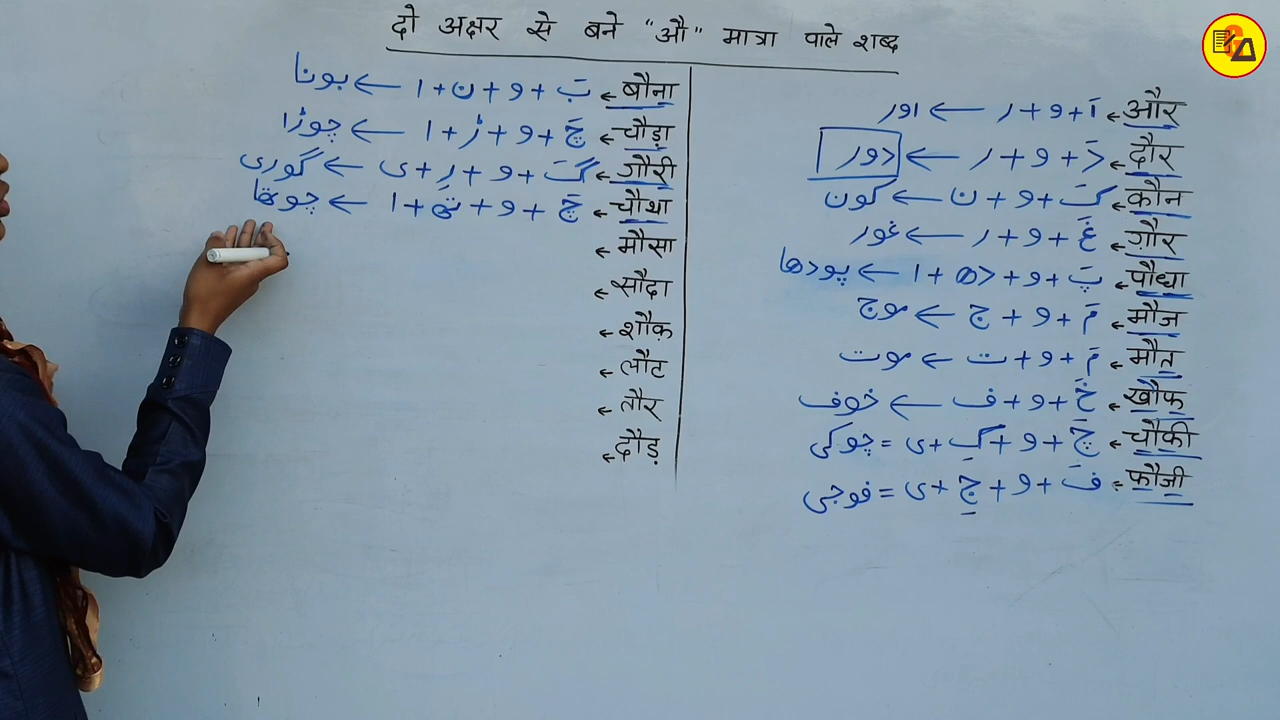 दो अक्षर से बने "औ" मात्रा वाले शब्द
और ← اَ + و + ر ← اور
दौर ← دَ + و + ر ← دور
कौन ← کَ + و + ن ← کون
ग़ौर ← غَ + و + ر ← غور
पौधा ← پَ + و + دھ + ا ← پودھا
मौज ← مَ + و + ج ← موج
मौत ← مَ + و + ت ← موت
ख़ौफ़ ← خَ + و + ف ← خوف
चौकी ← چَ + و + کِ + ی = چوکی
फौजी = فَ + و + جِ + ی = فوجی
बौना ← بَ + و + ن + ا ← بونا
चौड़ा ← چَ + و + ڑ + ا ← چوڑا
गौरी ← گَ + و + رِ + ی ← گوری
चौथा ← چَ + و + تھ + ا ← چوتھا
मौसा ←
सौदा ←
शौक़ ←
लौट ←
तौर ←
दौड़ ←